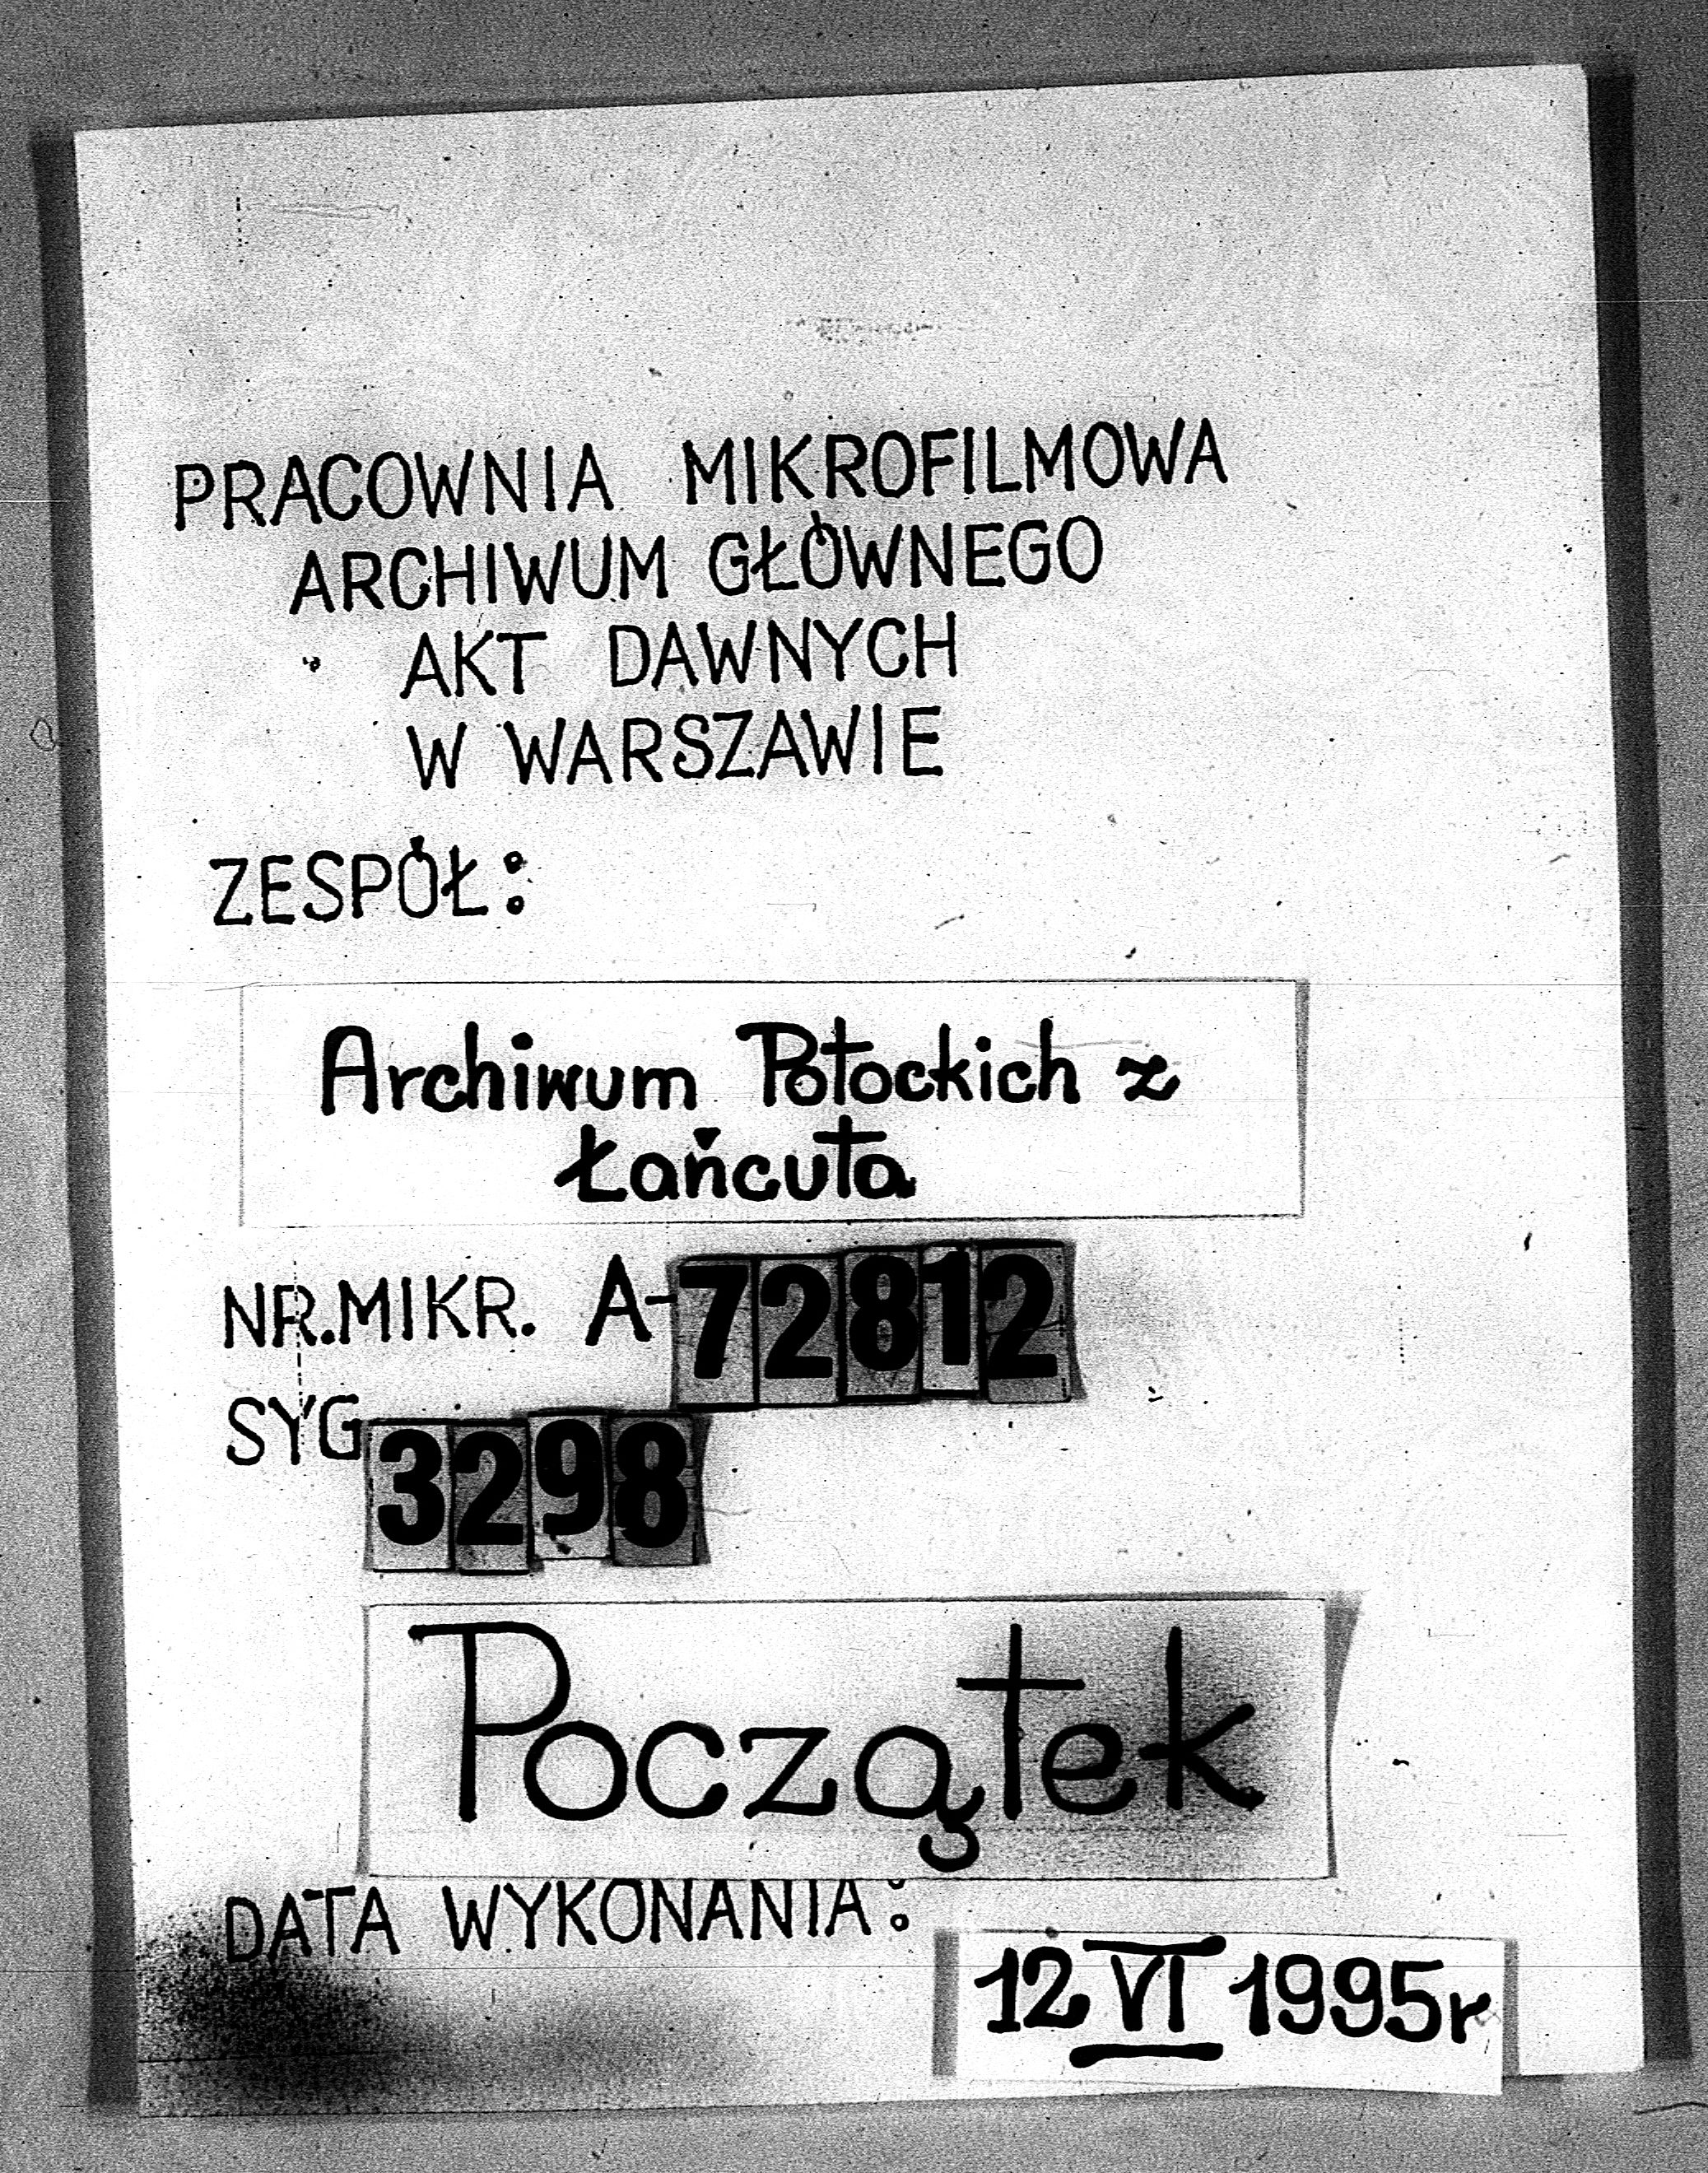 PRACOWNIA MIKROFILMOWA
ARCHIWUM GŁÓWNEGO
AKT DAWNYCH
W WARSZAWIE
ZESPÓŁ:
Archiwum Potockich z
Łańcuta
NR.MIKR. A-72812
SYG 3298
Początek
DATA WYKONANIA:
12 VI 1995r